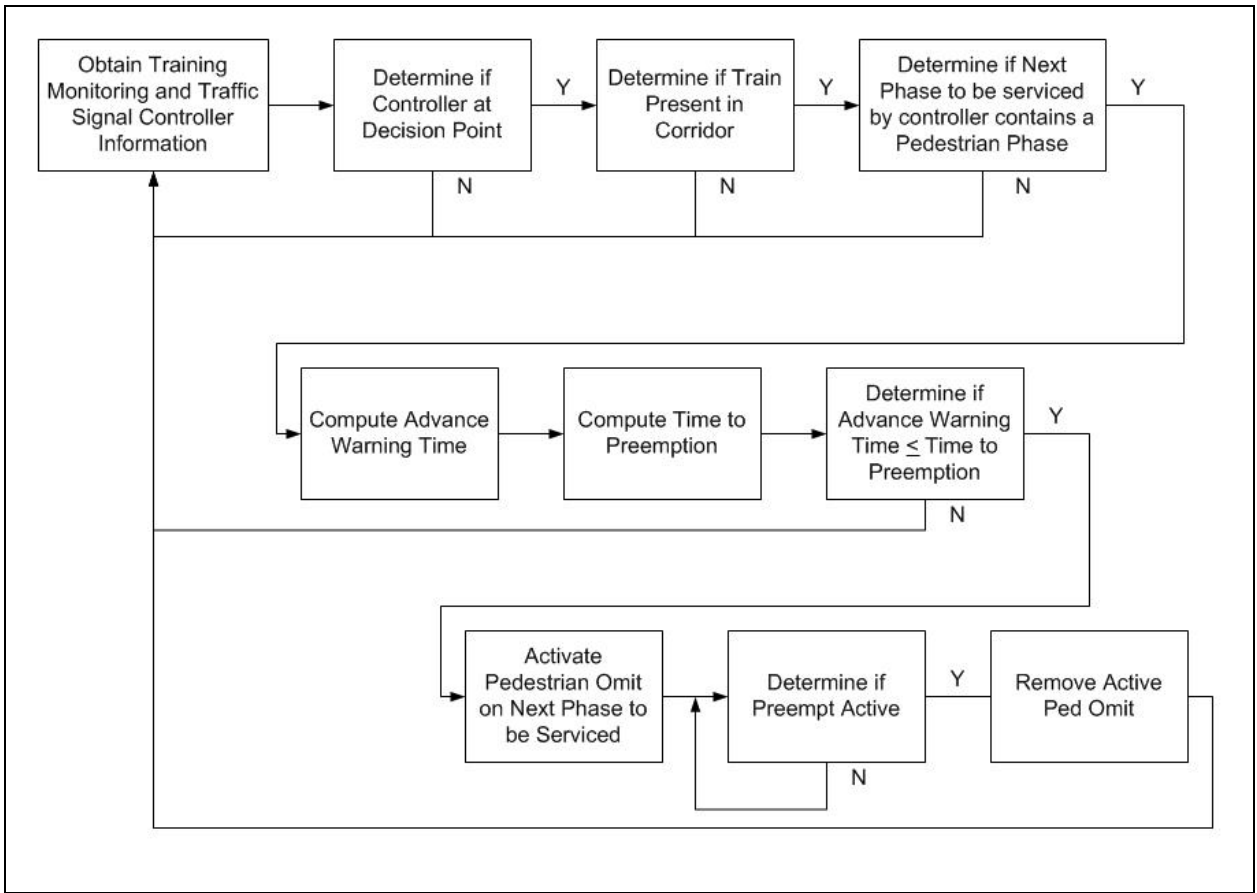 Obtain Training
Monitoring and Traffic
Signal Controller
Information
Determine if
Controller at
Decision Point
Y
N
Determine if Train
Present in
Corridor
Y
N
Determine if Next
Phase to be serviced
by controller contains a
Pedestrian Phase
Y
N
Compute Advance
Warning Time
Compute Time to
Preemption
Determine if
Advance Warning
Time ≤ Time to
Preemption
Y
N
Activate
Pedestrian Omit
on Next Phase to
be Serviced
Determine if
Preempt Active
Y
N
Remove Active
Ped Omit